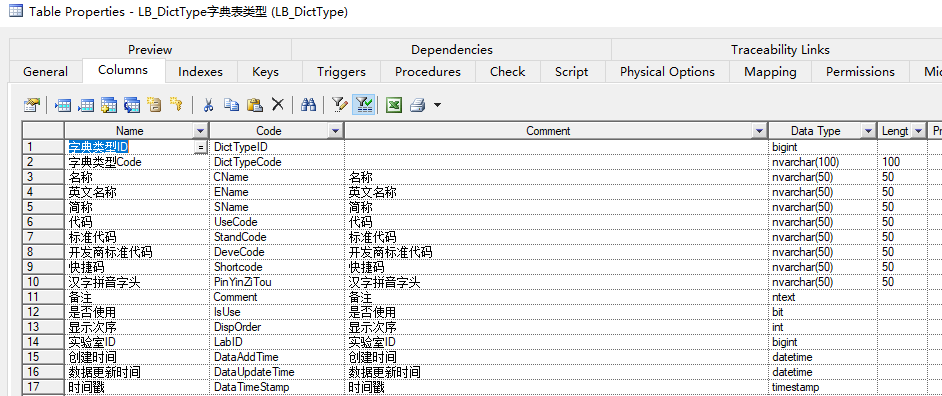 Table Properties - LB_DictType字典表类型 (LB_DictType)
Preview Dependencies Traceability Links
General Columns Indexes Keys Triggers Procedures Check Script Physical Options Mapping Permissions
Name Code Comment Data Type Lengt
1 字典类型ID = DictTypeID bigint
2 字典类型Code DictTypeCode nvarchar(100) 100
3 名称 CName 名称 nvarchar(50) 50
4 英文名称 EName 英文名称 nvarchar(50) 50
5 简称 SName 简称 nvarchar(50) 50
6 代码 UseCode 代码 nvarchar(50) 50
7 标准代码 StandCode 标准代码 nvarchar(50) 50
8 开发商标准代码 DeveCode 开发商标准代码 nvarchar(50) 50
9 快捷码 Shortcode 快捷码 nvarchar(50) 50
10 汉字拼音字头 PinYinZiTou 汉字拼音字头 nvarchar(50) 50
11 备注 Comment 备注 ntext
12 是否使用 IsUse 是否使用 bit
13 显示次序 DispOrder 显示次序 int
14 实验室ID LabID 实验室ID bigint
15 创建时间 DataAddTime 创建时间 datetime
16 数据更新时间 DataUpdateTime 数据更新时间 datetime
17 时间戳 DataTimeStamp 时间戳 timestamp